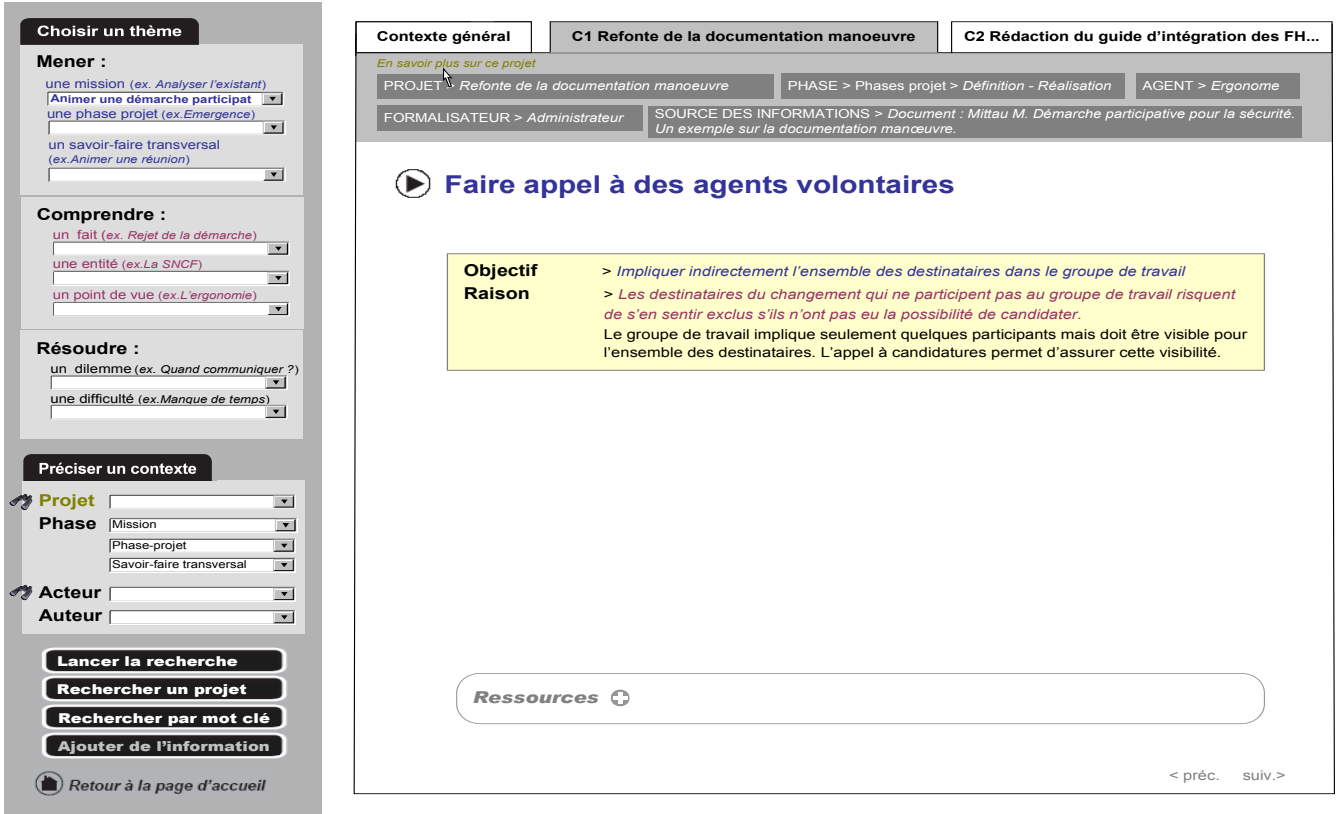 Choisir un thème
Mener :
une mission (ex. Analyser l'existant)
Animer une démarche participat
une phase projet (ex.Emergence)
un savoir-faire transversal
(ex.Animer une réunion)
Comprendre :
un fait (ex. Rejet de la démarche)
une entité (ex.La SNCF)
un point de vue (ex.L'ergonomie)
Résoudre :
un dilemme (ex. Quand communiquer ?)
une difficulté (ex.Manque de temps)
Préciser un contexte
Projet
Phase Mission
Phase-projet
Savoir-faire transversal
Acteur
Auteur
Lancer la recherche
Rechercher un projet
Rechercher par mot clé
Ajouter de l'information
Retour à la page d'accueil
Contexte général
C1 Refonte de la documentation manoeuvre
C2 Rédaction du guide d'intégration des FH...
En savoir plus sur ce projet
PROJET > Refonte de la documentation manoeuvre
PHASE > Phases projet > Définition - Réalisation
AGENT > Ergonome
FORMALISATEUR > Administrateur
SOURCE DES INFORMATIONS > Document : Mittau M. Démarche participative pour la sécurité.
Un exemple sur la documentation manœuvre.
Faire appel à des agents volontaires
Objectif > Impliquer indirectement l'ensemble des destinataires dans le groupe de travail
Raison > Les destinataires du changement qui ne participent pas au groupe de travail risquent
de s'en sentir exclus s'ils n'ont pas eu la possibilité de candidater.
Le groupe de travail implique seulement quelques participants mais doit être visible pour
l'ensemble des destinataires. L'appel à candidatures permet d'assurer cette visibilité.
Ressources
< préc. suiv.>